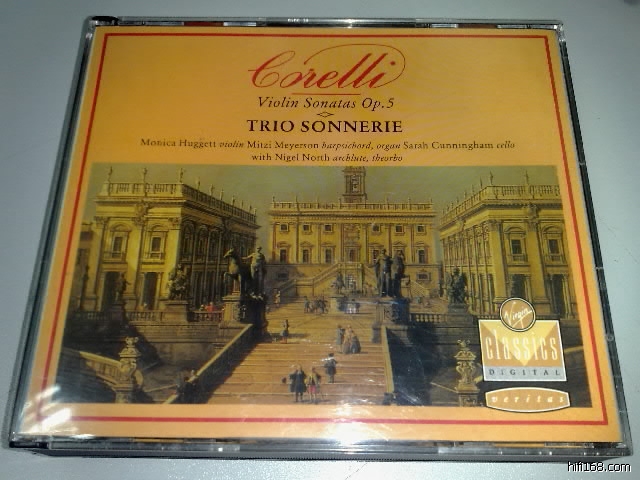 Corelli
Violin Sonatas Op.5
TRIO SONNERIE
Monica Huggett violin Mitzi Meyerson harpsichord, organ Sarah Cunningham cello
with Nigel North archlute, theorbo
Virgin
classics
DIGITAL
veritas
hifi168.com